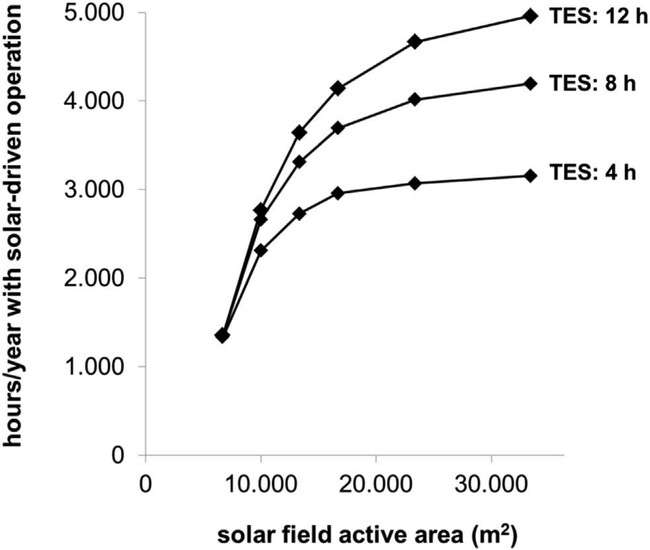 hours/year with solar-driven operation
5.000
4.000
3.000
2.000
1.000
0
TES: 12 h
TES: 8 h
TES: 4 h
0 10.000 20.000 30.000
solar field active area (m²)